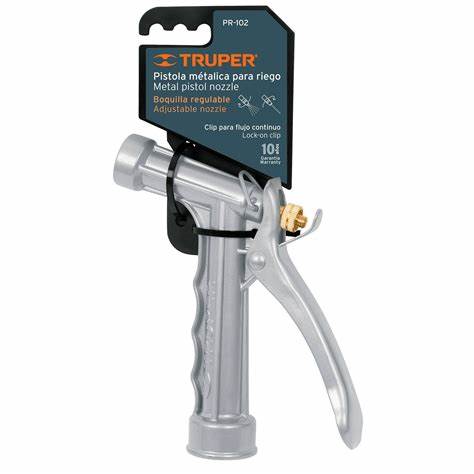 PR-102
TRUPER®
Pistola métalica para riego
Metal pistol nozzle
Boquilla regulable
Adjustable nozzle
Clip para flujo continuo
Lock-on clip
10
Garantía
Warranty